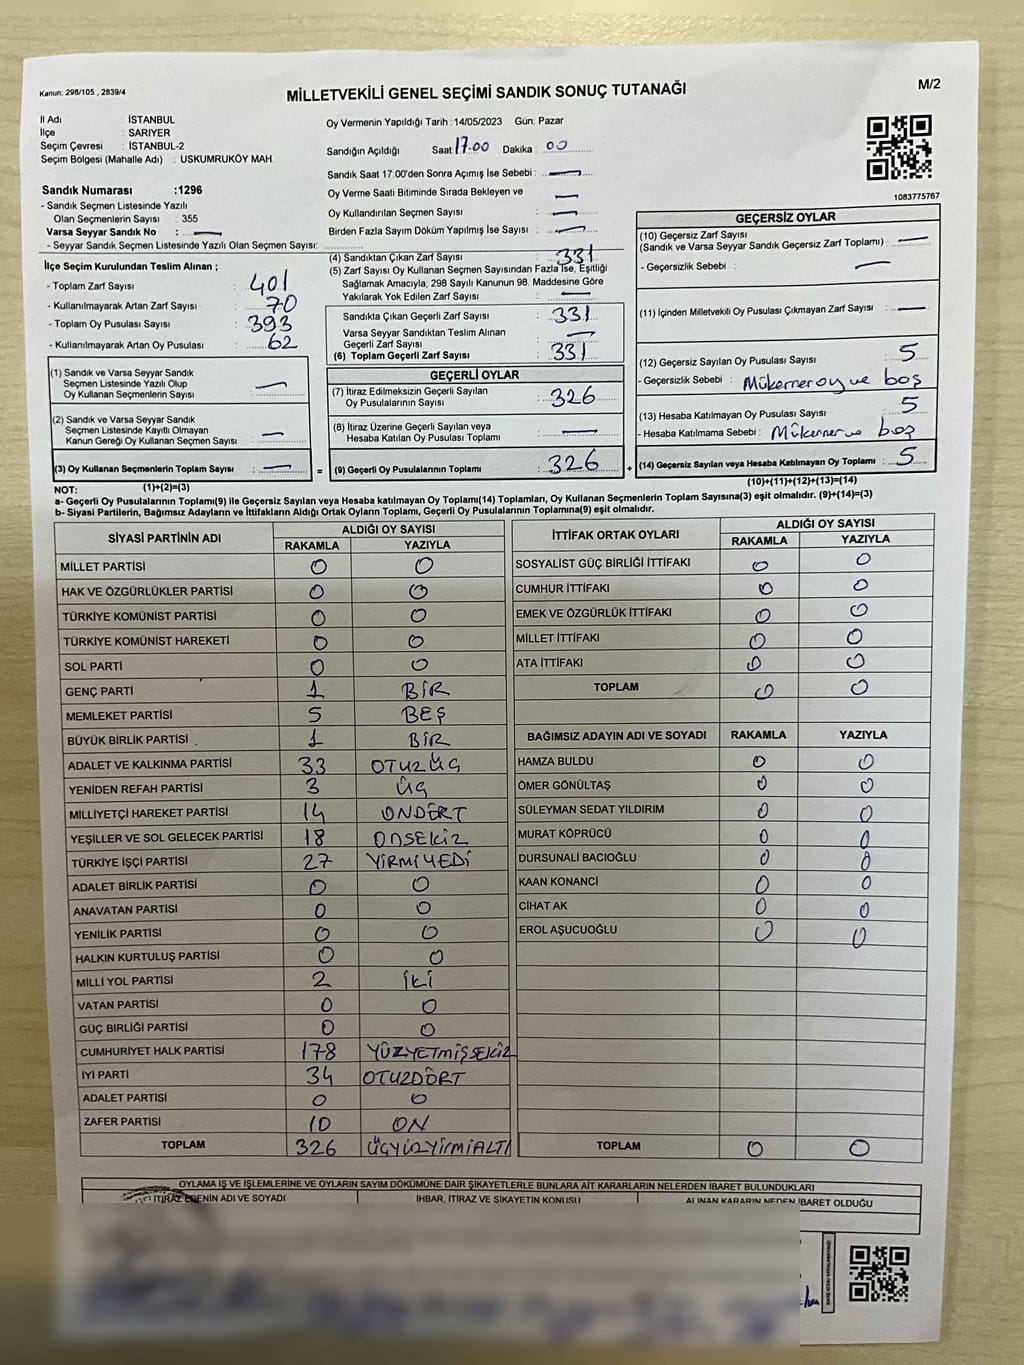 Kanun: 298/105 , 2839/4
MİLLETVEKİLİ GENEL SEÇİMİ SANDIK SONUÇ TUTANAĞI
M/2
İl Adı : İSTANBUL
İlçe : SARIYER
Seçim Çevresi : İSTANBUL-2
Seçim Bölgesi (Mahalle Adı) : USKUMRUKÖY MAH.
Sandık Numarası :1296
- Sandık Seçmen Listesinde Yazılı
Olan Seçmenlerin Sayısı : 355
Varsa Seyyar Sandık No : —
- Seyyar Sandık Seçmen Listesinde Yazılı Olan Seçmen Sayısı:
Oy Vermenin Yapıldığı Tarih :14/05/2023 Gün: Pazar
Sandığın Açıldığı Saat: 17.00 Dakika : 00
Sandık Saat 17:00'den Sonra Açımış İse Sebebi : —
Oy Verme Saati Bitiminde Sırada Bekleyen ve
Oy Kullandırılan Seçmen Sayısı : —
Birden Fazla Sayım Döküm Yapılmış İse Sayısı : —
1083775767
İlçe Seçim Kurulundan Teslim Alınan ;
- Toplam Zarf Sayısı : 401
- Kullanılmayarak Artan Zarf Sayısı : 70
- Toplam Oy Pusulası Sayısı : 393
- Kullanılmayarak Artan Oy Pusulası : 62
(1) Sandık ve Varsa Seyyar Sandık
Seçmen Listesinde Yazılı Olup
Oy Kullanan Seçmen Sayısı : —
(2) Sandık ve Varsa Seyyar Sandık
Seçmen Listesinde Kayıtlı Olmayan
Kanun Gereği Oy Kullanan Seçmen Sayısı : —
(3) Oy Kullanan Seçmenlerin Toplam Sayısı : —
(1)+(2)=(3)
(4) Sandıktan Çıkan Zarf Sayısı : 331
(5) Zarf Sayısı Oy Kullanan Seçmen Sayısından Fazla İse, Eşitliği
Sağlamak Amacıyla; 298 Sayılı Kanunun 98. Maddesine Göre
Yakılarak Yok Edilen Zarf Sayısı : —
Sandıkta Çıkan Geçerli Zarf Sayısı : 331
Varsa Seyyar Sandıktan Teslim Alınan
Geçerli Zarf Sayısı : —
(6) Toplam Geçerli Zarf Sayısı : 331
GEÇERLİ OYLAR
(7) İtiraz Edilmeksizin Geçerli Sayılan
Oy Pusulalarının Sayısı : 326
(8) İtiraz Üzerine Geçerli Sayılan veya
Hesaba Katılan Oy Pusulası Toplamı : —
= (9) Geçerli Oy Pusulalarının Toplamı : 326 +
GEÇERSİZ OYLAR
(10) Geçersiz Zarf Sayısı
(Sandık ve Varsa Seyyar Sandık Geçersiz Zarf Toplamı) : —
- Geçersizlik Sebebi : —
(11) İçinden Milletvekili Oy Pusulası Çıkmayan Zarf Sayısı : —
(12) Geçersiz Sayılan Oy Pusulası Sayısı : 5
- Geçersizlik Sebebi : Mükerrer oy ve boş
(13) Hesaba Katılmayan Oy Pusulası Sayısı : 5
- Hesaba Katılmama Sebebi : Mükerrer ve boş
(14) Geçersiz Sayılan veya Hesaba Katılmayan Oy Toplamı : 5
(10)+(11)+(12)+(13)=(14)
NOT:
a- Geçerli Oy Pusulalarının Toplamı(9) ile Geçersiz Sayılan veya Hesaba katılmayan Oy Toplamı(14) Toplamları, Oy Kullanan Seçmenlerin Toplam Sayısına(3) eşit olmalıdır. (9)+(14)=(3)
b- Siyasi Partilerin, Bağımsız Adayların ve İttifakların Aldığı Oyların Toplamı, Geçerli Oy Pusulalarının Toplamına(9) eşit olmalıdır.
SİYASİ PARTİNİN ADI ALDIĞI OY SAYISI
RAKAMLA YAZIYLA
MİLLET PARTİSİ 0 0
HAK VE ÖZGÜRLÜKLER PARTİSİ 0 0
TÜRKİYE KOMÜNİST PARTİSİ 0 0
TÜRKİYE KOMÜNİST HAREKETİ 0 0
SOL PARTİ 0 0
GENÇ PARTİ 1 BİR
MEMLEKET PARTİSİ 5 BEŞ
BÜYÜK BİRLİK PARTİSİ 1 BİR
ADALET VE KALKINMA PARTİSİ 33 OTUZÜÇ
YENİDEN REFAH PARTİSİ 3 ÜÇ
MİLLİYETÇİ HAREKET PARTİSİ 14 ONDÖRT
YEŞİLLER VE SOL GELECEK PARTİSİ 18 ONSEKİZ
TÜRKİYE İŞÇİ PARTİSİ 27 YİRMİYEDİ
ADALET BİRLİK PARTİSİ 0 0
ANAVATAN PARTİSİ 0 0
YENİLİK PARTİSİ 0 0
HALKIN KURTULUŞ PARTİSİ 0 0
MİLLİ YOL PARTİSİ 2 İKİ
VATAN PARTİSİ 0 0
GÜÇ BİRLİĞİ PARTİSİ 0 0
CUMHURİYET HALK PARTİSİ 178 YÜZYETMİŞSEKİZ
İYİ PARTİ 34 OTUZDÖRT
ADALET PARTİSİ 0 0
ZAFER PARTİSİ 10 ON
TOPLAM 326 ÜÇYÜZYİRMİALTI
İTTİFAK ORTAK OYLARI ALDIĞI OY SAYISI
RAKAMLA YAZIYLA
SOSYALİST GÜÇ BİRLİĞİ İTTİFAKI 0 0
CUMHUR İTTİFAKI 0 0
EMEK VE ÖZGÜRLÜK İTTİFAKI 0 0
MİLLET İTTİFAKI 0 0
ATA İTTİFAKI 0 0
TOPLAM 0 0
BAĞIMSIZ ADAYIN ADI VE SOYADI RAKAMLA YAZIYLA
HAMZA BULDU 0 0
ÖMER GÖNÜLTAŞ 0 0
SÜLEYMAN SEDAT YILDIRIM 0 0
MURAT KÖPRÜCÜ 0 0
DURSUNALİ BACIOĞLU 0 0
KAAN KONANCİ 0 0
CİHAT AK 0 0
EROL AŞUCUOĞLU 0 0
TOPLAM 0 0
OYLAMA İŞ VE İŞLEMLERİNE VE OYLARIN SAYIM DÖKÜMÜNE DAİR ŞİKAYETLERLE BUNLARA AİT KARARLARIN NELERDEN İBARET BULUNDUKLARI
İTİRAZ EDENİN ADI VE SOYADI İHBAR, İTİRAZ VE ŞİKAYETİN KONUSU ALINAN KARARIN NEDEN İBARET OLDUĞU